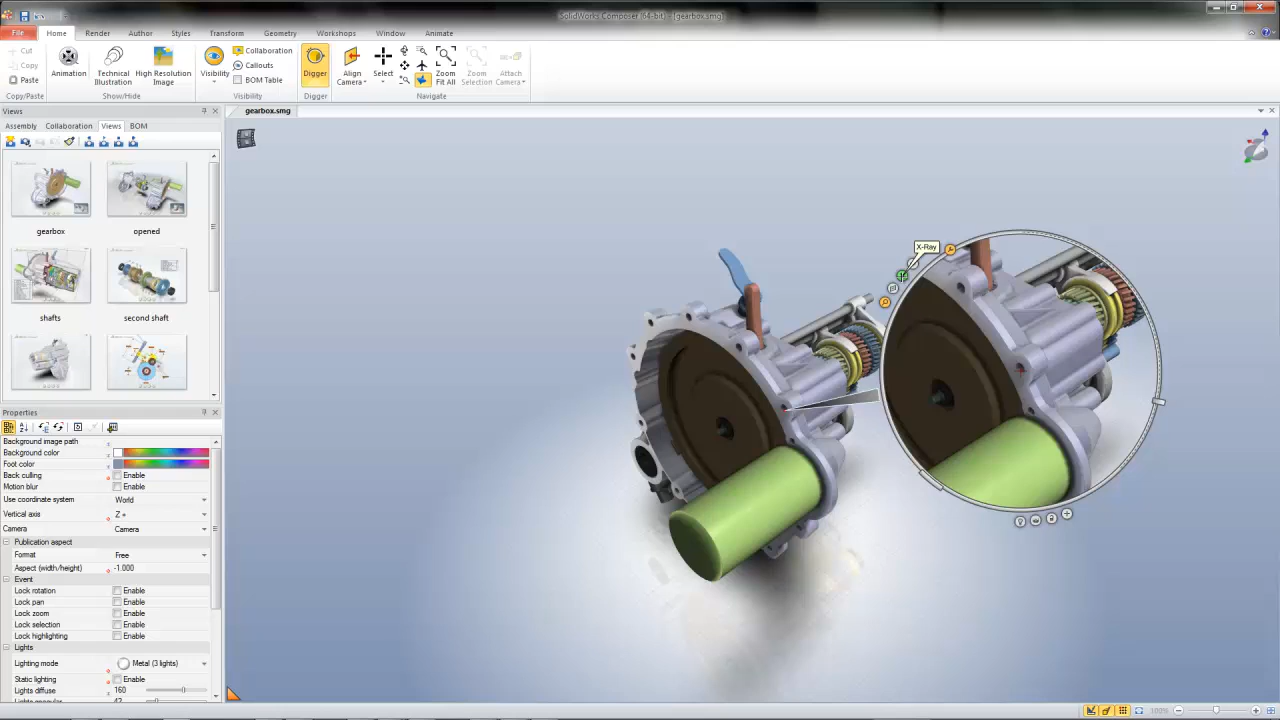 SolidWorks Composer (64-bit) - [gearbox.smg]
File Home Render Author Styles Transform Geometry Workshops Window Animate
Cut
Copy
Paste
Animation
Technical
Illustration
High Resolution
Image
Visibility
Collaboration
Callouts
BOM Table
Digger
Align
Camera
Select
Zoom
Fit All
Zoom
Selection
Attach
Camera
Copy/Paste Show/Hide Visibility Digger Navigate
Views
gearbox.smg
Assembly Collaboration Views BOM
gearbox opened
shafts second shaft
X-Ray
Properties
Background image path
Background color
Foot color
Back culling Enable
Motion blur Enable
Use coordinate system World
Vertical axis Z +
Camera Camera
Publication aspect
Format Free
Aspect (width/height) -1.000
Event
Lock rotation Enable
Lock pan Enable
Lock zoom Enable
Lock selection Enable
Lock highlighting Enable
Lights
Lighting mode Metal (3 lights)
Static lighting Enable
Lights diffuse 160
Lights specular 42
100%